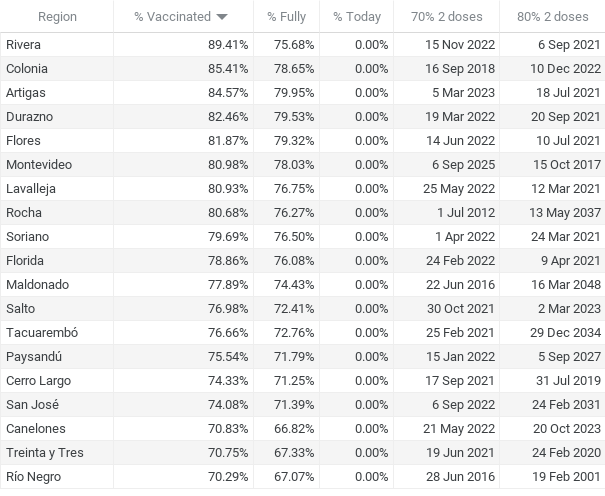 Region % Vaccinated % Fully % Today 70% 2 doses 80% 2 doses
Rivera 89.41% 75.68% 0.00% 15 Nov 2022 6 Sep 2021
Colonia 85.41% 78.65% 0.00% 16 Sep 2018 10 Dec 2022
Artigas 84.57% 79.95% 0.00% 5 Mar 2023 18 Jul 2021
Durazno 82.46% 79.53% 0.00% 19 Mar 2022 20 Sep 2021
Flores 81.87% 79.32% 0.00% 14 Jun 2022 10 Jul 2021
Montevideo 80.98% 78.03% 0.00% 6 Sep 2025 15 Oct 2017
Lavalleja 80.93% 76.75% 0.00% 25 May 2022 12 Mar 2021
Rocha 80.68% 76.27% 0.00% 1 Jul 2012 13 May 2037
Soriano 79.69% 76.50% 0.00% 1 Apr 2022 24 Mar 2021
Florida 78.86% 76.08% 0.00% 24 Feb 2022 9 Apr 2021
Maldonado 77.89% 74.43% 0.00% 22 Jun 2016 16 Mar 2048
Salto 76.98% 72.41% 0.00% 30 Oct 2021 2 Mar 2023
Tacuarembó 76.66% 72.76% 0.00% 25 Feb 2021 29 Dec 2034
Paysandú 75.54% 71.79% 0.00% 15 Jan 2022 5 Sep 2027
Cerro Largo 74.33% 71.25% 0.00% 17 Sep 2021 31 Jul 2019
San José 74.08% 71.39% 0.00% 6 Sep 2022 24 Feb 2031
Canelones 70.83% 66.82% 0.00% 21 May 2022 20 Oct 2023
Treinta y Tres 70.75% 67.33% 0.00% 19 Jun 2021 24 Feb 2020
Río Negro 70.29% 67.07% 0.00% 28 Jun 2016 19 Feb 2001